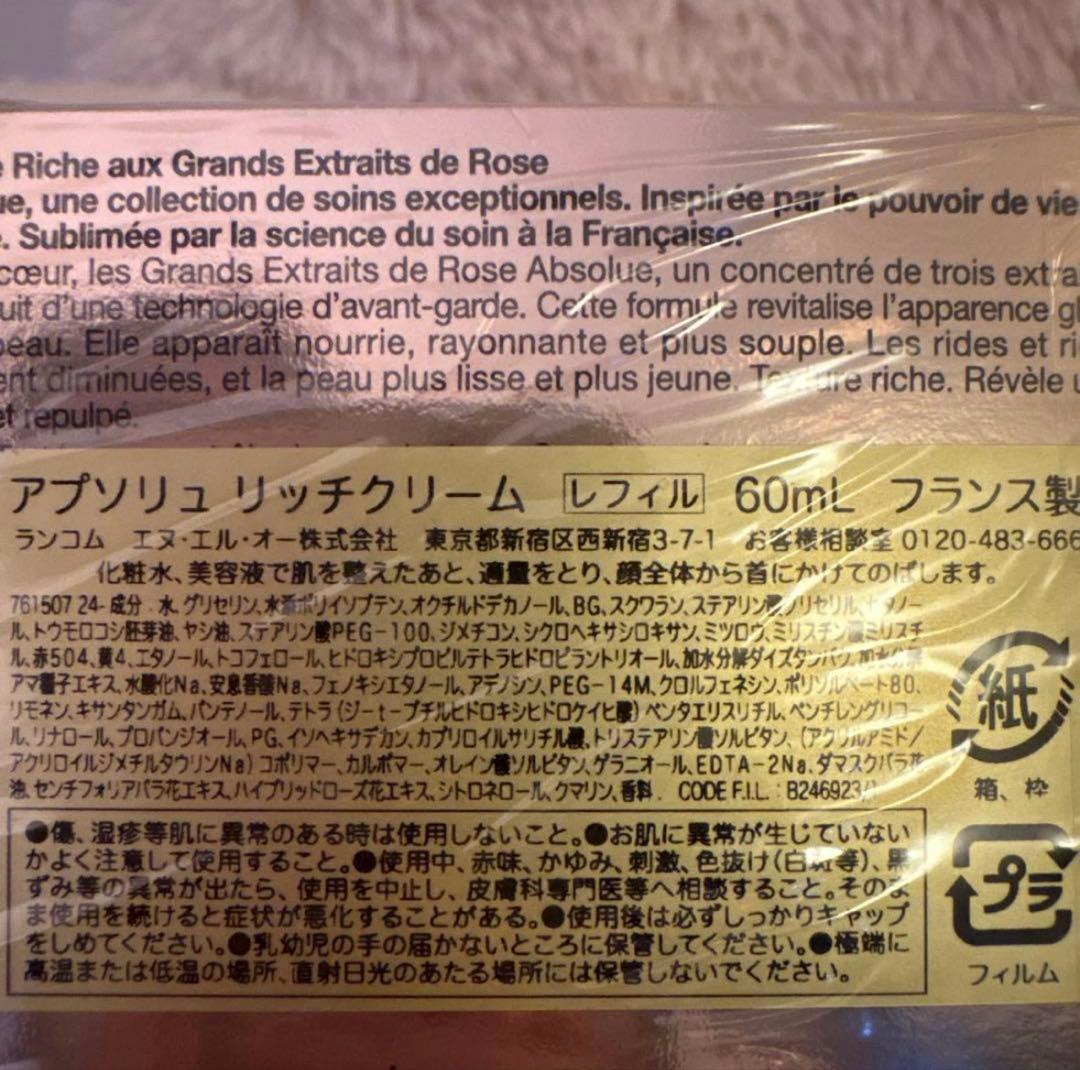 Riche aux Grands Extraits de Rose
ue, une collection de soins exceptionnels. Inspirée par le pouvoir de vie
. Sublimée par la science du soin à la Française.
cœur, les Grands Extraits de Rose Absolue, un concentré de trois extra
uit d'une technologie d'avant-garde. Cette formule revitalise l'apparence gl
peau. Elle apparaît nourrie, rayonnante et plus souple. Les rides et ri
ent diminuées, et la peau plus lisse et plus jeune. Texture riche. Révèle u
et repulpé.
アプソリュ リッチクリーム レフィル 60mL フランス製
ランコム エヌ・エル・オー株式会社 東京都新宿区西新宿3-7-1 お客様相談室 0120-483-666
化粧水、美容液で肌を整えたあと、適量をとり、顔全体から首にかけてのばします。
761507 24- 成分 : 水、グリセリン、水添ポリイソブテン、オクチルドデカノール、BG、スクワラン、ステアリン酸グリセリル、セタノー
ル、トウモロコシ胚芽油、ヤシ油、ステアリン酸PEG-100、ジメチコン、シクロヘキサシロキサン、ミツロウ、ミリスチン酸ミリスチ
ル、赤504、黄4、エタノール、トコフェロール、ヒドロキシプロピルテトラヒドロピラントリオール、加水分解ダイズタンパク、加水分解
アマ種子エキス、水酸化Na、安息香酸Na、フェノキシエタノール、アデノシン、PEG-14M、クロルフェネシン、ポリソルベート80、
リモネン、キサンタンガム、パンテノール、テトラ(ジ-t-ブチルヒドロキシヒドロケイヒ酸)ペンタエリスリチル、ペンチレングリコー
ル、リナロール、プロパンジオール、PG、イソヘキサデカン、カプリロイルサリチル酸、トリステアリン酸ソルビタン、(アクリルアミド/
アクリロイルジメチルタウリンNa)コポリマー、カルボマー、オレイン酸ソルビタン、ゲラニオール、EDTA-2Na、ダマスクバラ花
油、センチフォリアバラ花エキス、ハイブリッドローズ花エキス、シトロネロール、クマリン、香料. CODE F.I.L. : B246923/
●傷、湿疹等肌に異常のある時は使用しないこと。●お肌に異常が生じていない
かよく注意して使用すること。●使用中、赤味、かゆみ、刺激、色抜け(白斑等)、黒
ずみ等の異常が出たら、使用を中止し、皮膚科専門医等へ相談すること。そのま
ま使用を続けると症状が悪化することがある。●使用後は必ずしっかりキャップ
をしめてください。●乳幼児の手の届かないところに保管してください。●極端に
高温または低温の場所、直射日光のあたる場所には保管しないでください。
紙
箱、枠
プラ
フィルム